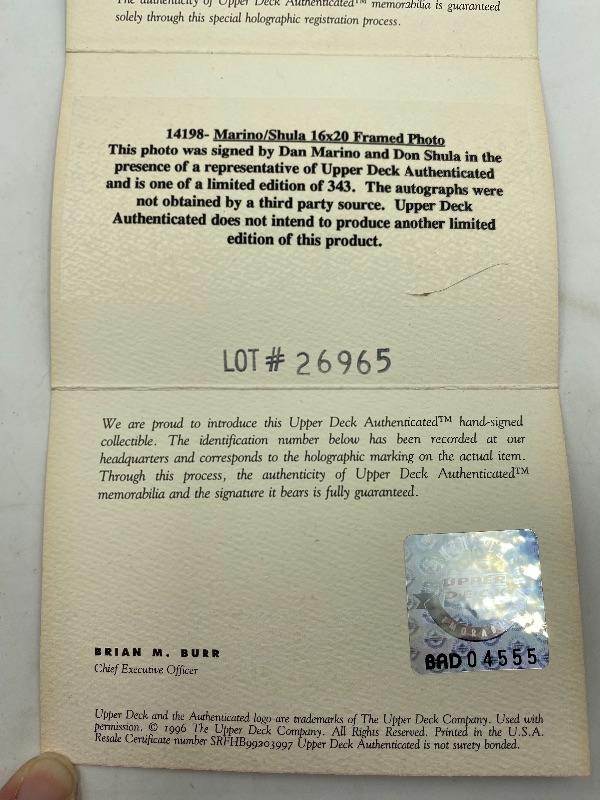 The authenticity of Upper Deck Authenticated™ memorabilia is guaranteed
solely through this special holographic registration process.
14198- Marino/Shula 16x20 Framed Photo
This photo was signed by Dan Marino and Don Shula in the
presence of a representative of Upper Deck Authenticated
and is one of a limited edition of 343. The autographs were
not obtained by a third party source. Upper Deck
Authenticated does not intend to produce another limited
edition of this product.
LOT # 26965
We are proud to introduce this Upper Deck Authenticated™ hand-signed
collectible. The identification number below has been recorded at our
headquarters and corresponds to the holographic marking on the actual item.
Through this process, the authenticity of Upper Deck Authenticated™
memorabilia and the signature it bears is fully guaranteed.
UPPER
DECK
BAD04555
BRIAN M. BURR
Chief Executive Officer
Upper Deck and the Authenticated logo are trademarks of The Upper Deck Company. Used with
permission. © 1996 The Upper Deck Company. All Rights Reserved. Printed in the U.S.A.
Resale Certificate number SRFHB99203997 Upper Deck Authenticated is not surety bonded.